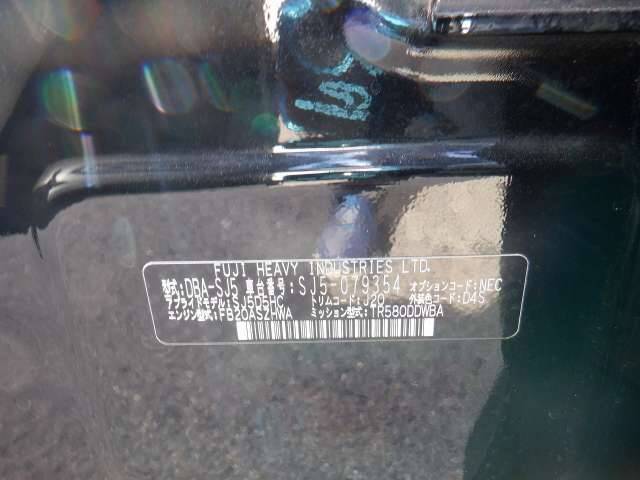 FUJI HEAVY INDUSTRIES LTD.
型式:DBA-SJ5 車台番号:SJ5-079354 オプションコード:NEC
アプライドモデル:SJ5D5HC トリムコード:J20 外装色コード:D4S
エンジン型式:FB20ASZHWA ミッション型式:TR580DDWBA